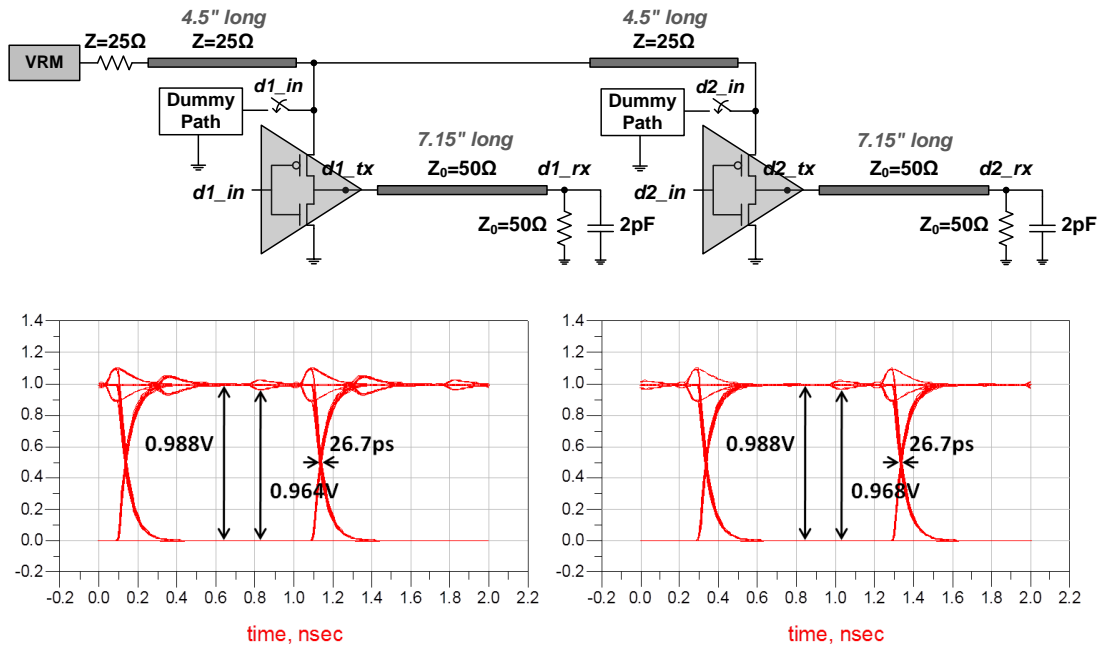 4.5" long
4.5" long
Z=25Ω
Z=25Ω
Z=25Ω
VRM
d1_in
d2_in
Dummy
Path
Dummy
Path
7.15" long
7.15" long
Z₀=50Ω
Z₀=50Ω
d1_tx
d1_rx
d2_tx
d2_rx
d1_in
d2_in
Z₀=50Ω
2pF
Z₀=50Ω
2pF
1.4
1.2
1.0
0.8
0.6
0.4
0.2
0.0
-0.2
0.988V
26.7ps
0.964V
-0.2 0.0 0.2 0.4 0.6 0.8 1.0 1.2 1.4 1.6 1.8 2.0 2.2
time, nsec
1.4
1.2
1.0
0.8
0.6
0.4
0.2
0.0
-0.2
0.988V
26.7ps
0.968V
-0.2 0.0 0.2 0.4 0.6 0.8 1.0 1.2 1.4 1.6 1.8 2.0 2.2
time, nsec